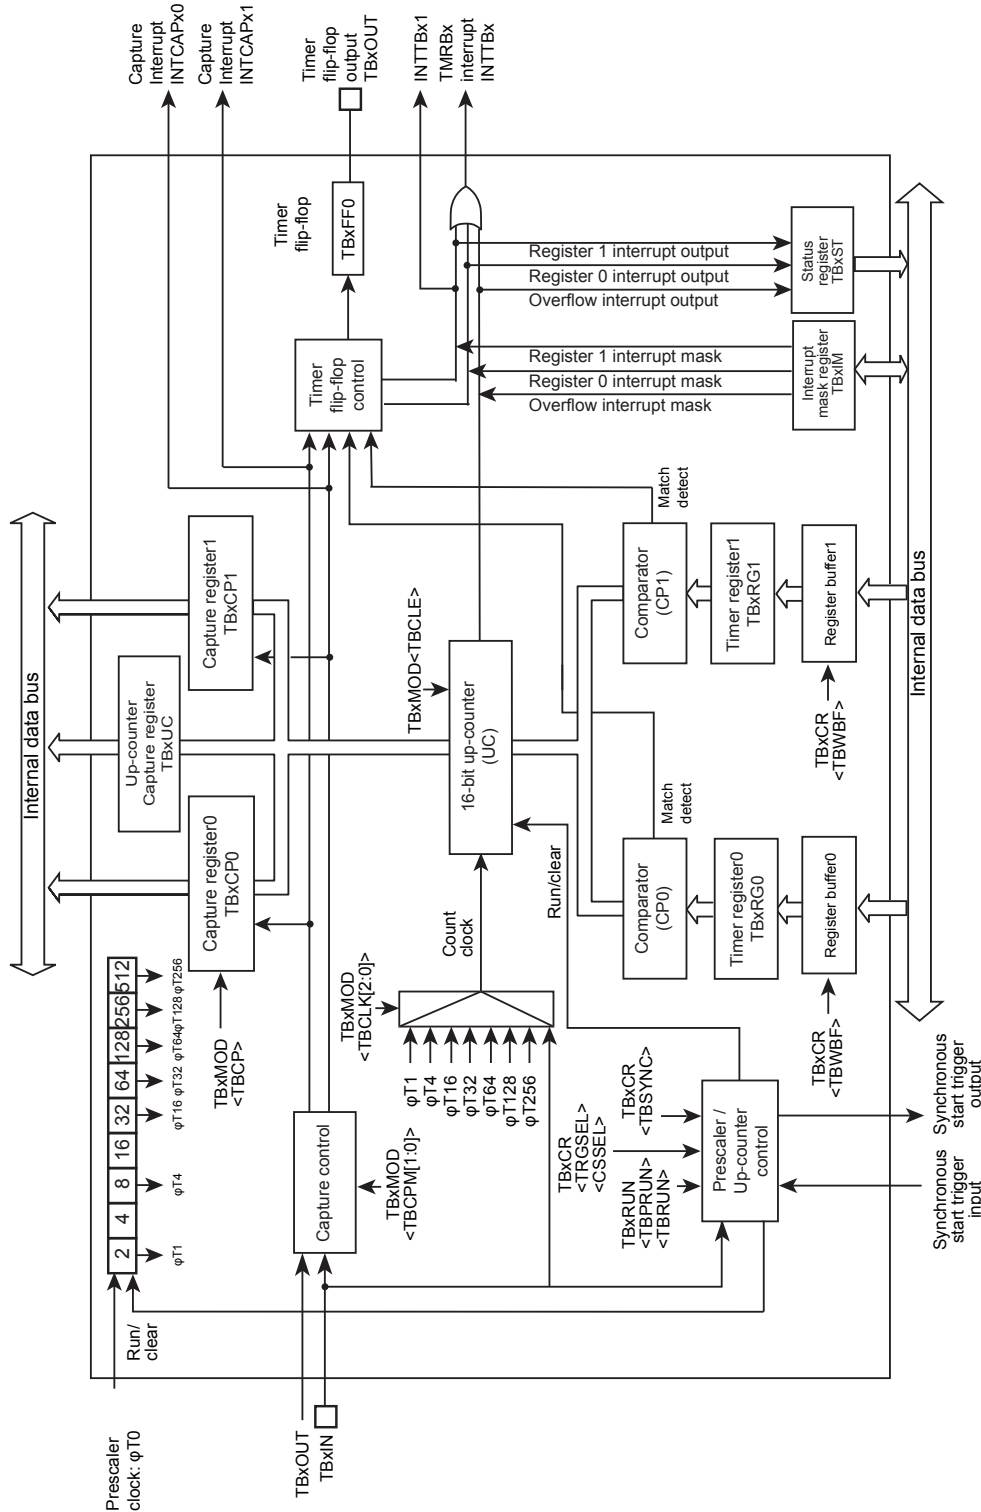 Prescaler
clock: φT0
Run/
clear
2
4
8
16
32
64
128
256
512
φT1
φT4
φT16
φT32
φT64
φT128
φT256
Internal data bus
Capture
Interrupt
INTCAPx0
Capture
Interrupt
INTCAPx1
Timer
flip-flop
output
TBxOUT
INTTBx1
TMRBx
interrupt
INTTBx
TBxMOD
<TBCP>
Capture register0
TBxCP0
Up-counter
Capture register
TBxUC
Capture register1
TBxCP1
TBxOUT
TBxIN
Capture control
TBxMOD
<TBCPM[1:0]>
TBxMOD
<TBCLK[2:0]>
φT1
φT4
φT16
φT32
φT64
φT128
φT256
Count
clock
TBxMOD<TBCLE>
16-bit up-counter
(UC)
Run/clear
Timer
flip-flop
control
Timer
flip-flop
TBxFF0
Register 1 interrupt output
Register 0 interrupt output
Overflow interrupt output
Register 1 interrupt mask
Register 0 interrupt mask
Overflow interrupt mask
Status
register
TBxST
Interrupt
mask register
TBxIM
TBxRUN
<TBPRUN>
<TBRUN>
TBxCR
<TRGSEL>
<CSSEL>
TBxCR
<TBSYNC>
Prescaler /
Up-counter
control
Comparator
(CP0)
Match
detect
Timer register0
TBxRG0
Register buffer0
TBxCR
<TBWBF>
Comparator
(CP1)
Match
detect
Timer register1
TBxRG1
Register buffer1
TBxCR
<TBWBF>
Internal data bus
Synchronous
start trigger
input
Synchronous
start trigger
output